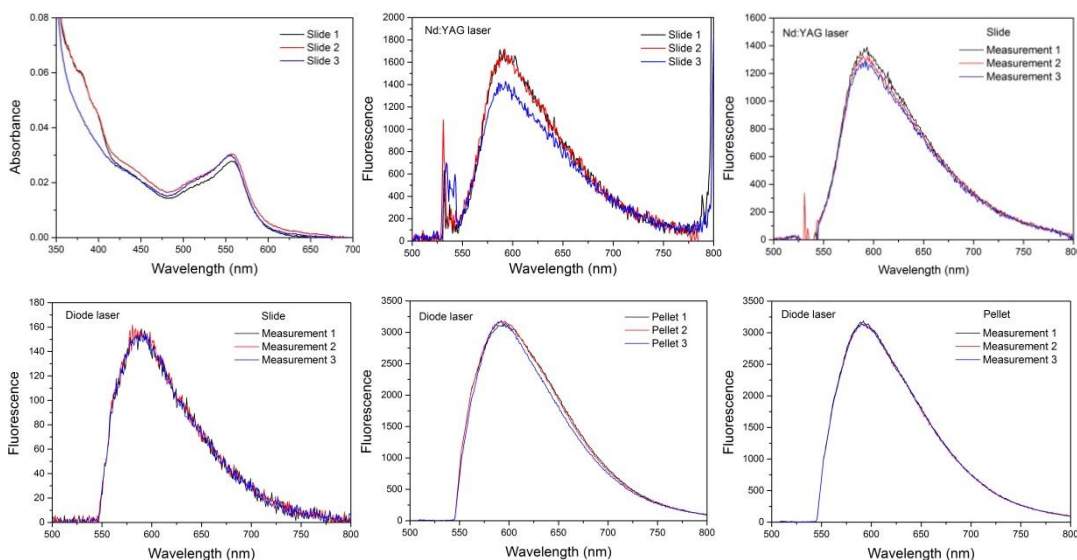 0.08
0.06
0.04
0.02
0.00
Absorbance
350 400 450 500 550 600 650 700
Wavelength (nm)
Slide 1
Slide 2
Slide 3
2000
1800
1600
1400
1200
1000
800
600
400
200
0
Fluorescence
500 550 600 650 700 750 800
Wavelength (nm)
Nd:YAG laser
Slide 1
Slide 2
Slide 3
1600
1400
1200
1000
800
600
400
200
0
Fluorescence
500 550 600 650 700 750 800
Wavelength (nm)
Nd:YAG laser
Slide
Measurement 1
Measurement 2
Measurement 3
180
160
140
120
100
80
60
40
20
0
Fluorescence
500 550 600 650 700 750 800
Wavelength (nm)
Diode laser
Slide
Measurement 1
Measurement 2
Measurement 3
3500
3000
2500
2000
1500
1000
500
0
Fluorescence
500 550 600 650 700 750 800
Wavelength (nm)
Diode laser
Pellet 1
Pellet 2
Pellet 3
3500
3000
2500
2000
1500
1000
500
0
Fluorescence
500 550 600 650 700 750 800
Wavelength (nm)
Diode laser
Pellet
Measurement 1
Measurement 2
Measurement 3